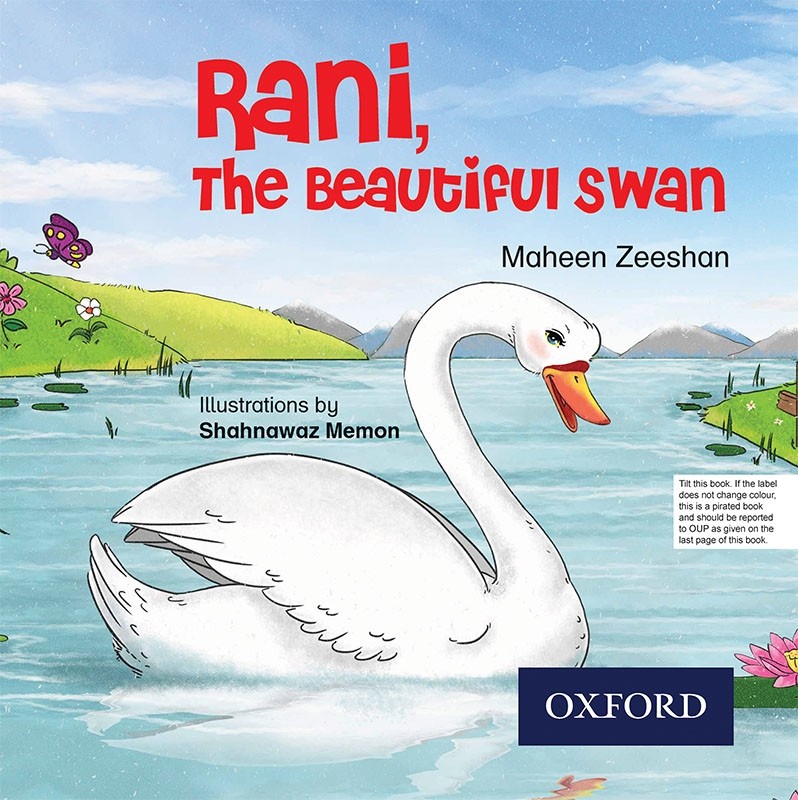 Rani,
The Beautiful Swan
Maheen Zeeshan
Illustrations by
Shahnawaz Memon
Tilt this book. If the label
does not change colour,
this is a pirated book
and should be reported
to OUP as given on the
last page of this book.
OXFORD